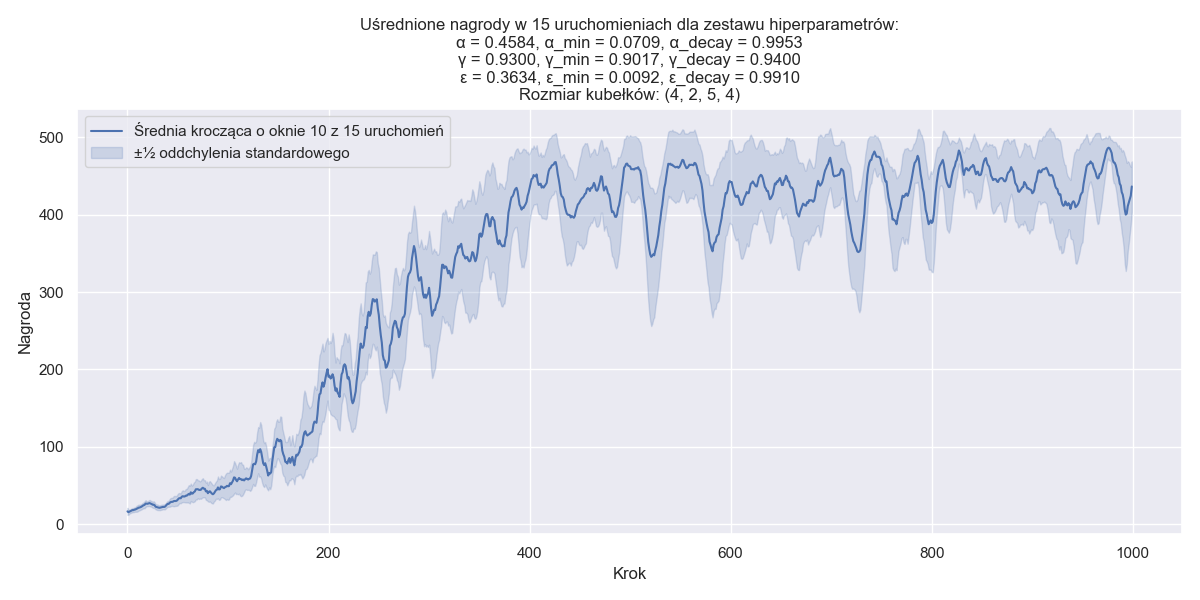 Uśrednione nagrody w 15 uruchomieniach dla zestawu hiperparametrów:
α = 0.4584, α_min = 0.0709, α_decay = 0.9953
γ = 0.9300, γ_min = 0.9017, γ_decay = 0.9400
ε = 0.3634, ε_min = 0.0092, ε_decay = 0.9910
Rozmiar kubełków: (4, 2, 5, 4)
Średnia krocząca o oknie 10 z 15 uruchomień
±½ oddchylenia standardowego
500
400
300
200
100
0
Nagroda
0 200 400 600 800 1000
Krok